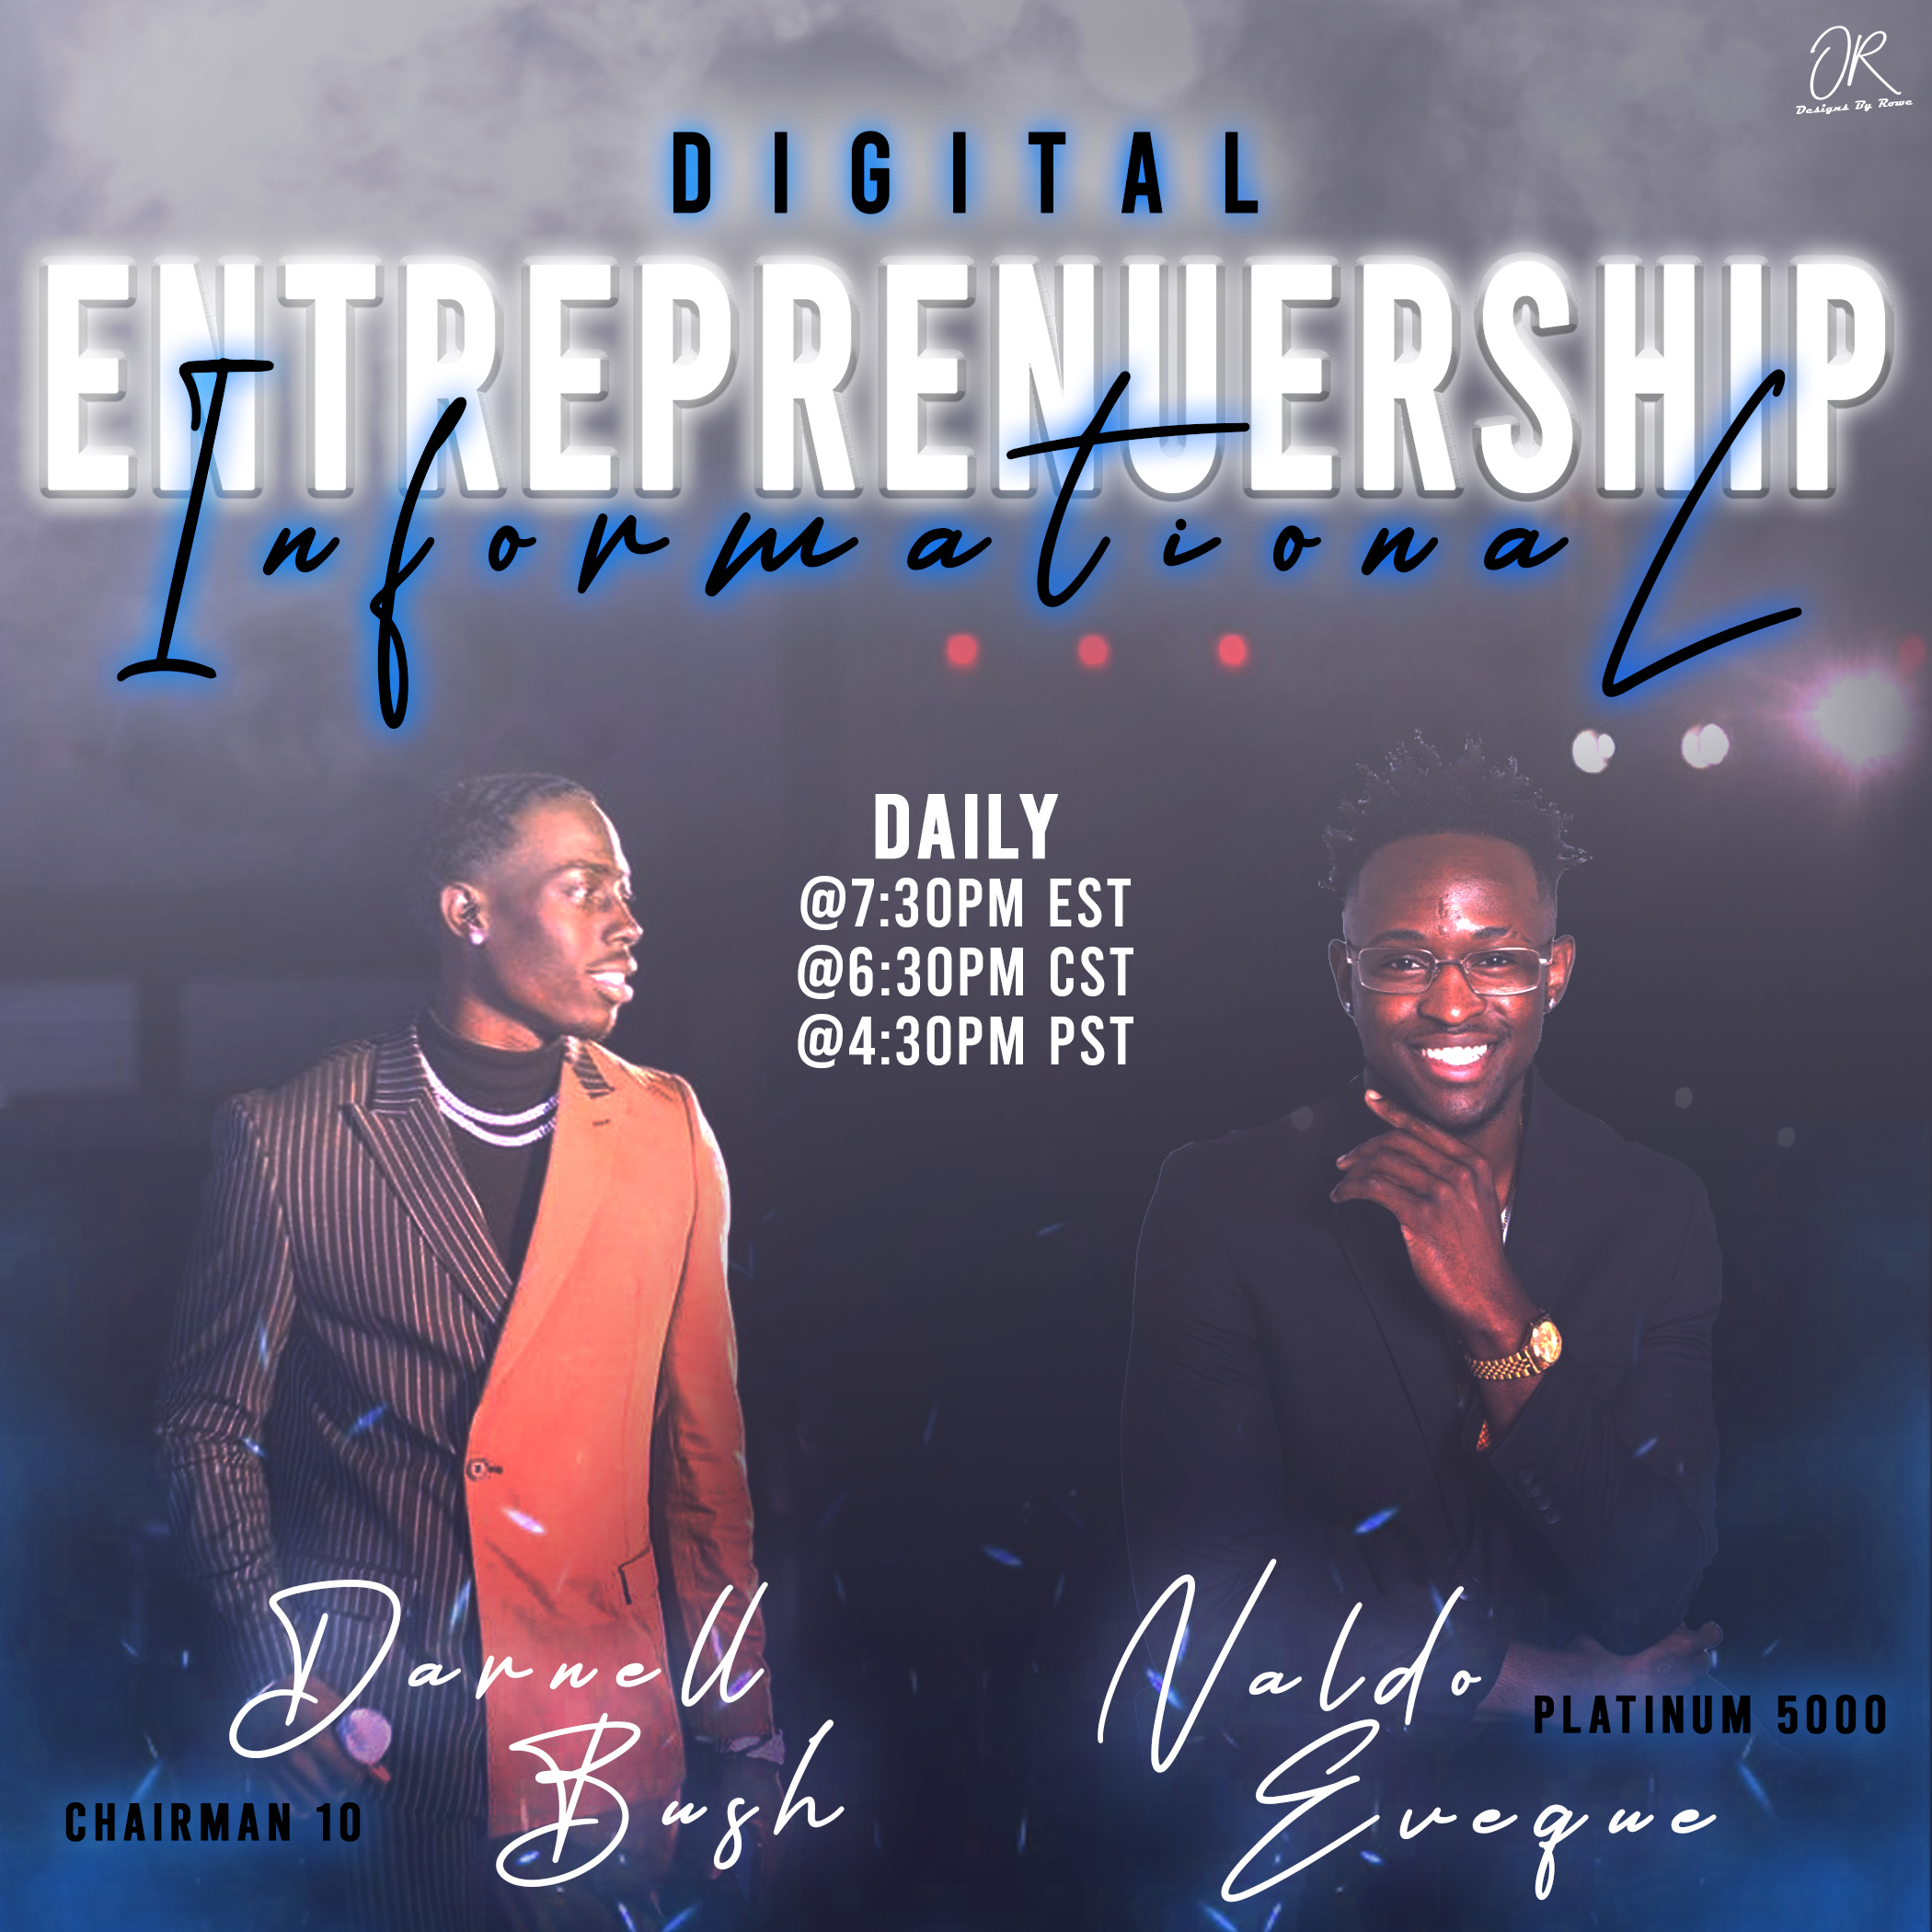 JR
Designs By Rowe
DIGITAL
ENTREPRENUERSHIP
InformationaL
DAILY
@7:30PM EST
@6:30PM CST
@4:30PM PST
Darnell
Bush
CHAIRMAN 10
Naldo
Eveque
PLATINUM 5000